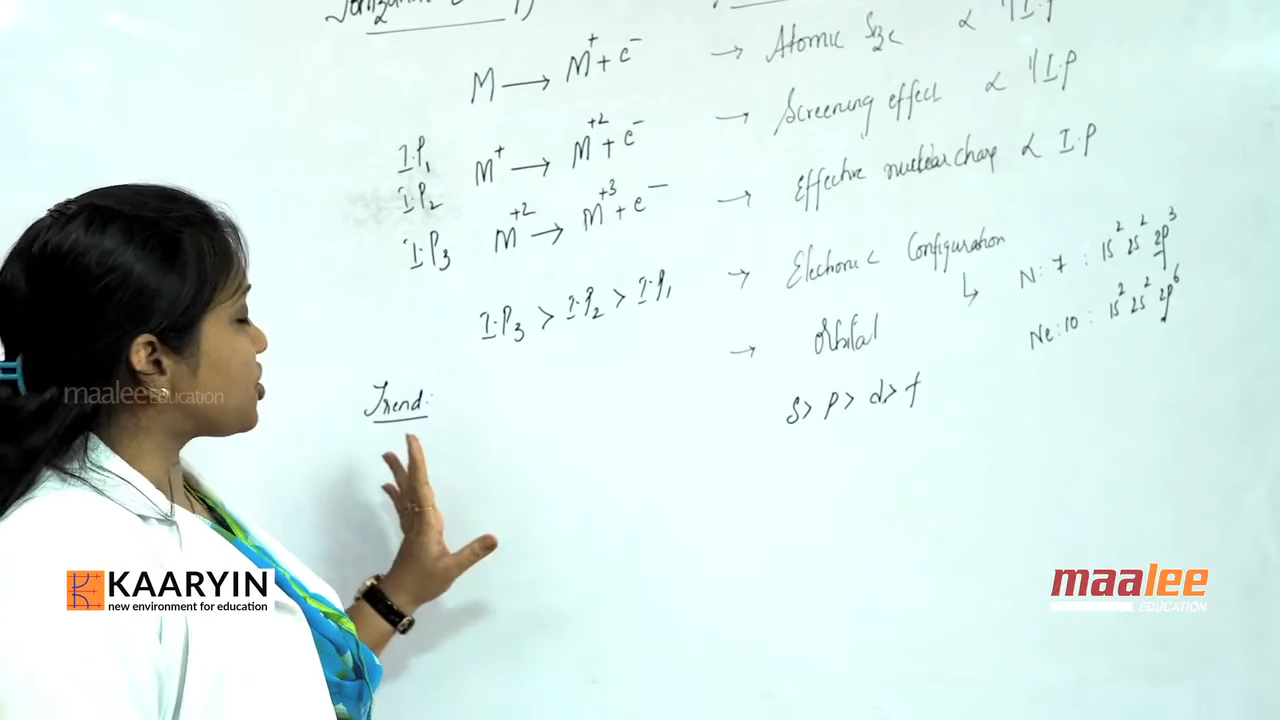 M → M⁺ + e⁻
I.P₁
I.P₂ M⁺ → M⁺² + e⁻
I.P₃ M⁺² → M⁺³ + e⁻
I.P₃ > I.P₂ > I.P₁
Trend:
→ Atomic Size ∝ 1/I.P
→ Screening effect ∝ 1/I.P
→ Effective nuclear charge ∝ I.P
→ Electronic Configuration
↳ N: 7 : 1s² 2s² 2p³
Ne: 10 : 1s² 2s² 2p⁶
→ Orbital
s > p > d > f
maalee Education
KAARYIN
new environment for education
maalee
EDUCATION